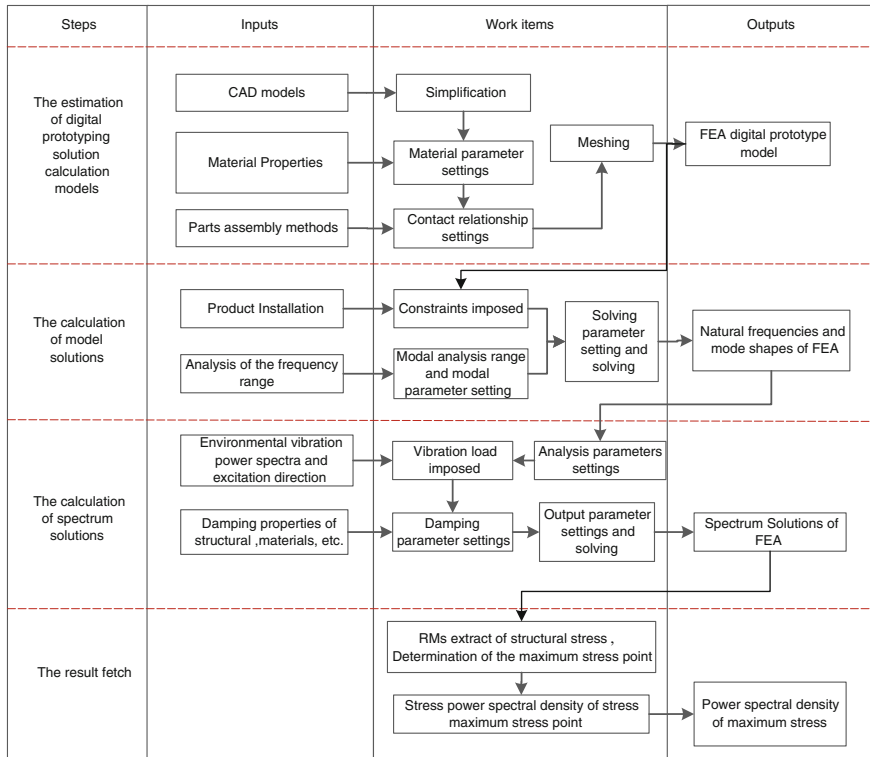 Steps
Inputs
Work items
Outputs
The estimation
of digital
prototyping
solution
calculation
models
CAD models
Simplification
Material Properties
Material parameter
settings
Parts assembly methods
Contact relationship
settings
Meshing
FEA digital prototype
model
The calculation
of model
solutions
Product Installation
Constraints imposed
Analysis of the frequency
range
Modal analysis range
and modal
parameter setting
Solving
parameter
setting and
solving
Natural frequencies and
mode shapes of FEA
The calculation
of spectrum
solutions
Environmental vibration
power spectra and
excitation direction
Vibration load
imposed
Analysis parameters
settings
Damping properties of
structural ,materials, etc.
Damping
parameter settings
Output parameter
settings and
solving
Spectrum Solutions of
FEA
The result fetch
RMs extract of structural stress ,
Determination of the maximum stress point
Stress power spectral density of stress
maximum stress point
Power spectral density
of maximum stress